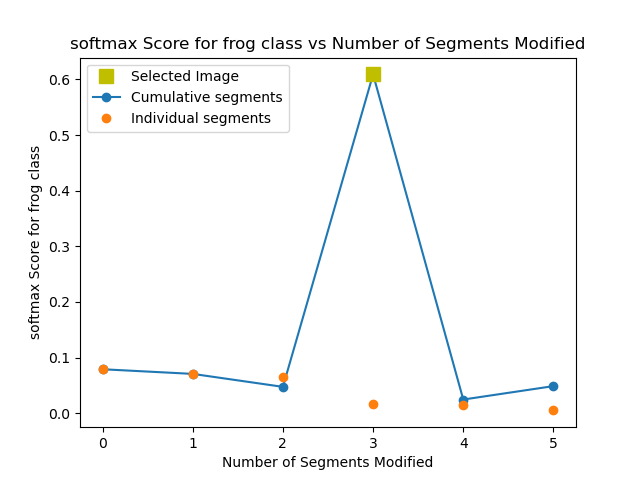 softmax Score for frog class vs Number of Segments Modified
Selected Image
Cumulative segments
Individual segments
softmax Score for frog class
0.6
0.5
0.4
0.3
0.2
0.1
0.0
0 1 2 3 4 5
Number of Segments Modified